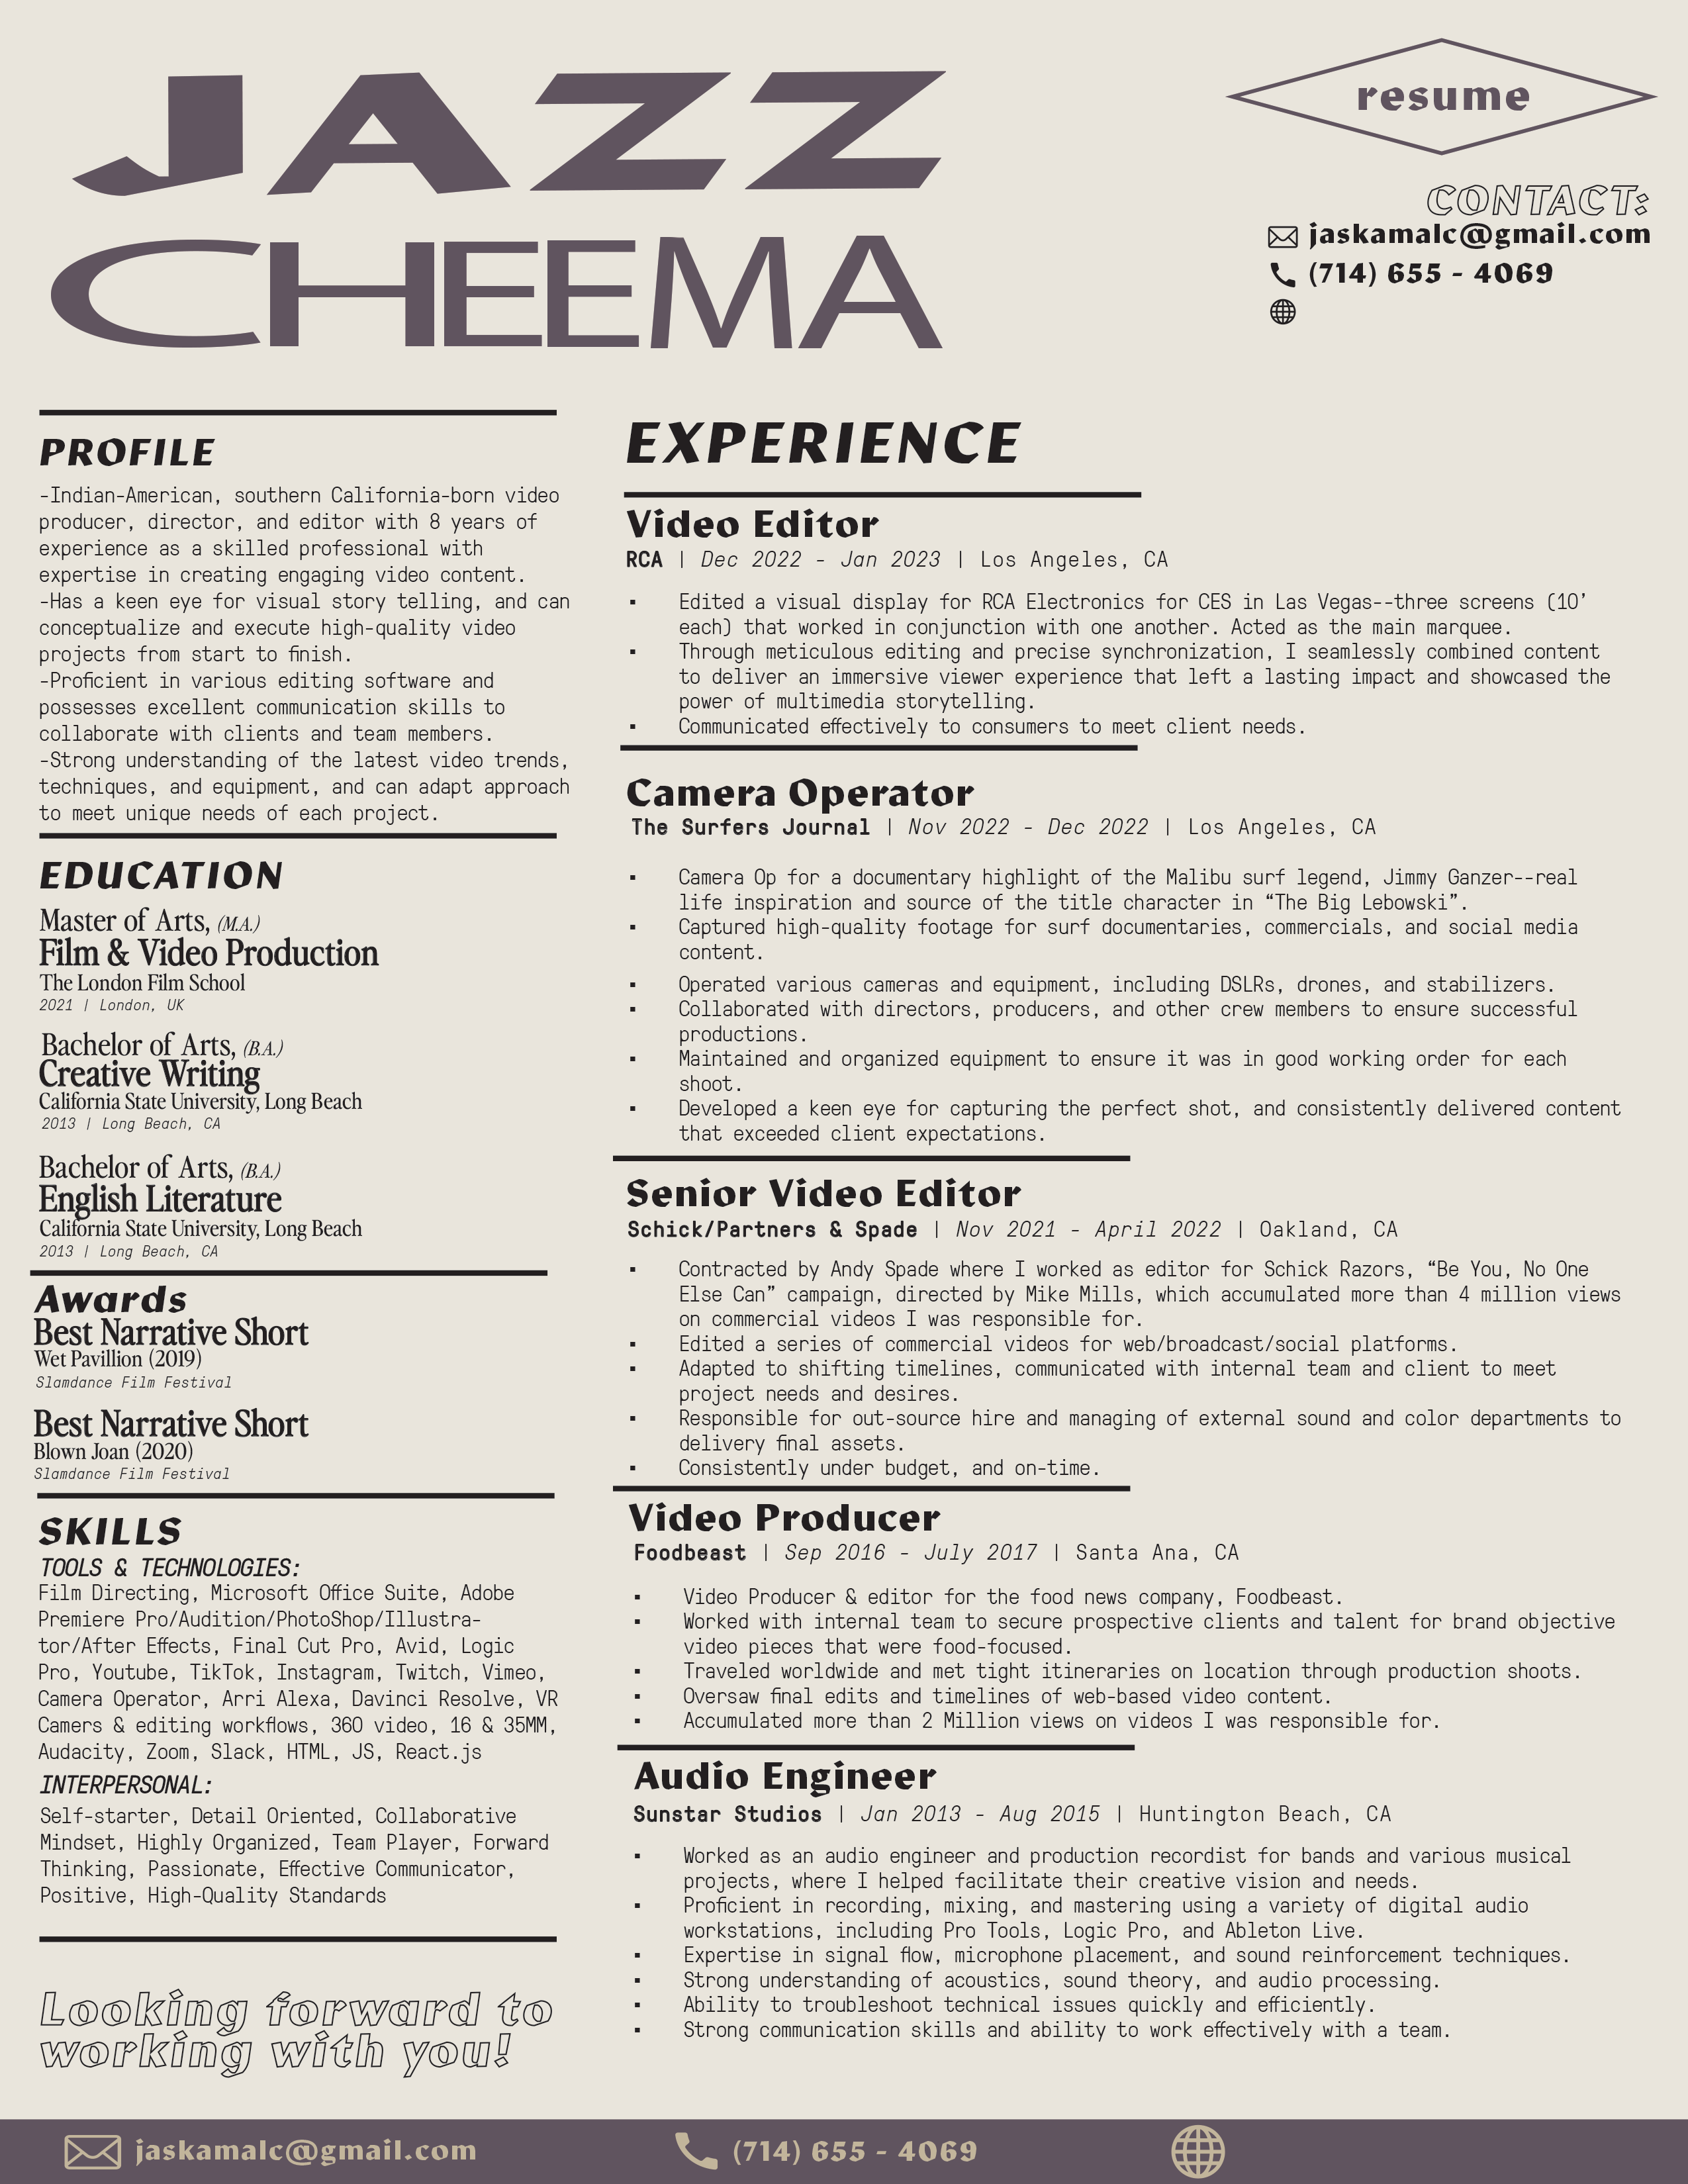 JAZZ
CHEEMA
resume
CONTACT:
jaskamalc@gmail.com
(714) 655 - 4069
PROFILE
-Indian-American, southern California-born video
producer, director, and editor with 8 years of
experience as a skilled professional with
expertise in creating engaging video content.
-Has a keen eye for visual story telling, and can
conceptualize and execute high-quality video
projects from start to finish.
-Proficient in various editing software and
possesses excellent communication skills to
collaborate with clients and team members.
-Strong understanding of the latest video trends,
techniques, and equipment, and can adapt approach
to meet unique needs of each project.
EDUCATION
Master of Arts, (M.A.)
Film & Video Production
The London Film School
2021 | London, UK
Bachelor of Arts, (B.A.)
Creative Writing
California State University, Long Beach
2013 | Long Beach, CA
Bachelor of Arts, (B.A.)
English Literature
California State University, Long Beach
2013 | Long Beach, CA
Awards
Best Narrative Short
Wet Pavillion (2019)
Slamdance Film Festival
Best Narrative Short
Blown Joan (2020)
Slamdance Film Festival
SKILLS
TOOLS & TECHNOLOGIES:
Film Directing, Microsoft Office Suite, Adobe
Premiere Pro/Audition/PhotoShop/Illustra-
tor/After Effects, Final Cut Pro, Avid, Logic
Pro, Youtube, TikTok, Instagram, Twitch, Vimeo,
Camera Operator, Arri Alexa, Davinci Resolve, VR
Camers & editing workflows, 360 video, 16 & 35MM,
Audacity, Zoom, Slack, HTML, JS, React.js
INTERPERSONAL:
Self-starter, Detail Oriented, Collaborative
Mindset, Highly Organized, Team Player, Forward
Thinking, Passionate, Effective Communicator,
Positive, High-Quality Standards
Looking forward to
working with you!
EXPERIENCE
Video Editor
RCA | Dec 2022 - Jan 2023 | Los Angeles, CA
▪ Edited a visual display for RCA Electronics for CES in Las Vegas--three screens (10’
each) that worked in conjunction with one another. Acted as the main marquee.
▪ Through meticulous editing and precise synchronization, I seamlessly combined content
to deliver an immersive viewer experience that left a lasting impact and showcased the
power of multimedia storytelling.
▪ Communicated effectively to consumers to meet client needs.
Camera Operator
The Surfers Journal | Nov 2022 - Dec 2022 | Los Angeles, CA
▪ Camera Op for a documentary highlight of the Malibu surf legend, Jimmy Ganzer--real
life inspiration and source of the title character in “The Big Lebowski”.
▪ Captured high-quality footage for surf documentaries, commercials, and social media
content.
▪ Operated various cameras and equipment, including DSLRs, drones, and stabilizers.
▪ Collaborated with directors, producers, and other crew members to ensure successful
productions.
▪ Maintained and organized equipment to ensure it was in good working order for each
shoot.
▪ Developed a keen eye for capturing the perfect shot, and consistently delivered content
that exceeded client expectations.
Senior Video Editor
Schick/Partners & Spade | Nov 2021 - April 2022 | Oakland, CA
▪ Contracted by Andy Spade where I worked as editor for Schick Razors, “Be You, No One
Else Can” campaign, directed by Mike Mills, which accumulated more than 4 million views
on commercial videos I was responsible for.
▪ Edited a series of commercial videos for web/broadcast/social platforms.
▪ Adapted to shifting timelines, communicated with internal team and client to meet
project needs and desires.
▪ Responsible for out-source hire and managing of external sound and color departments to
delivery final assets.
▪ Consistently under budget, and on-time.
Video Producer
Foodbeast | Sep 2016 - July 2017 | Santa Ana, CA
▪ Video Producer & editor for the food news company, Foodbeast.
▪ Worked with internal team to secure prospective clients and talent for brand objective
video pieces that were food-focused.
▪ Traveled worldwide and met tight itineraries on location through production shoots.
▪ Oversaw final edits and timelines of web-based video content.
▪ Accumulated more than 2 Million views on videos I was responsible for.
Audio Engineer
Sunstar Studios | Jan 2013 - Aug 2015 | Huntington Beach, CA
▪ Worked as an audio engineer and production recordist for bands and various musical
projects, where I helped facilitate their creative vision and needs.
▪ Proficient in recording, mixing, and mastering using a variety of digital audio
workstations, including Pro Tools, Logic Pro, and Ableton Live.
▪ Expertise in signal flow, microphone placement, and sound reinforcement techniques.
▪ Strong understanding of acoustics, sound theory, and audio processing.
▪ Ability to troubleshoot technical issues quickly and efficiently.
▪ Strong communication skills and ability to work effectively with a team.
jaskamalc@gmail.com
(714) 655 - 4069